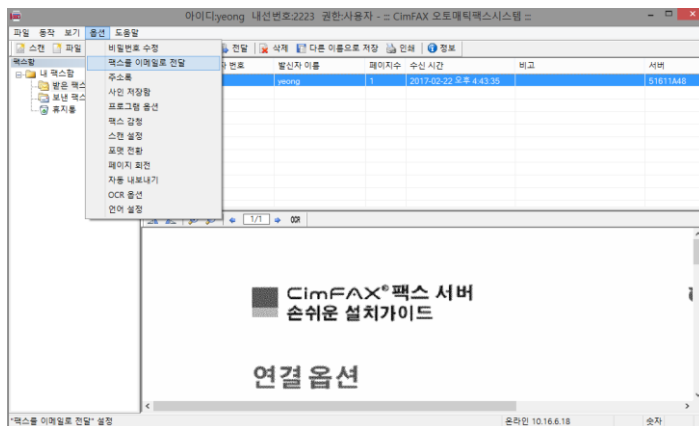 아이디:yeong 내선번호:2223 권한:사용자 - :: CimFAX 오토매틱팩스시스템 ::
파일 동작 보기 옵션 도움말
스캔 파일 전달 삭제 다른 이름으로 저장 인쇄 정보
팩스함
내 팩스함
받은 팩스
보낸 팩스
휴지통
비밀번호 수정
팩스를 이메일로 전달
주소록
사인 저장함
프로그램 옵션
팩스 감청
스캔 설정
포맷 전환
페이지 회전
자동 내보내기
OCR 옵션
언어 설정
번호 발신자 이름 페이지수 수신 시간 비고 서버
yeong 1 2017-02-22 오후 4:43:35 51611A48
1/1 OCR
CimFAX® 팩스 서버
손쉬운 설치가이드
연결 옵션
"팩스를 이메일로 전달" 설정 온라인 10.16.6.18 숫자